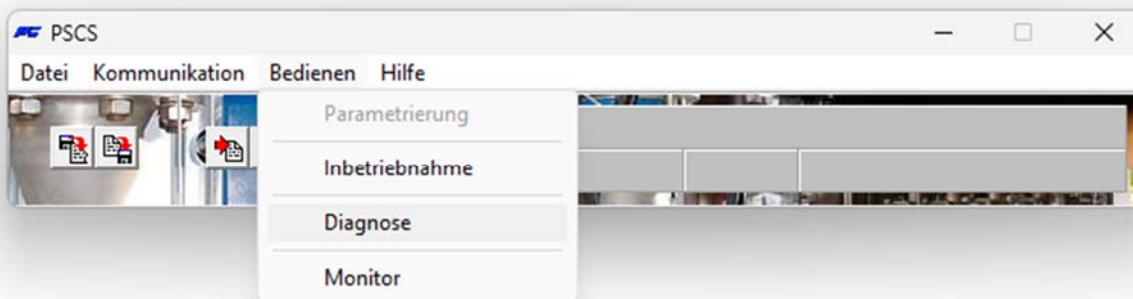 PSCS
Datei Kommunikation Bedienen Hilfe
Parametrierung
Inbetriebnahme
Diagnose
Monitor